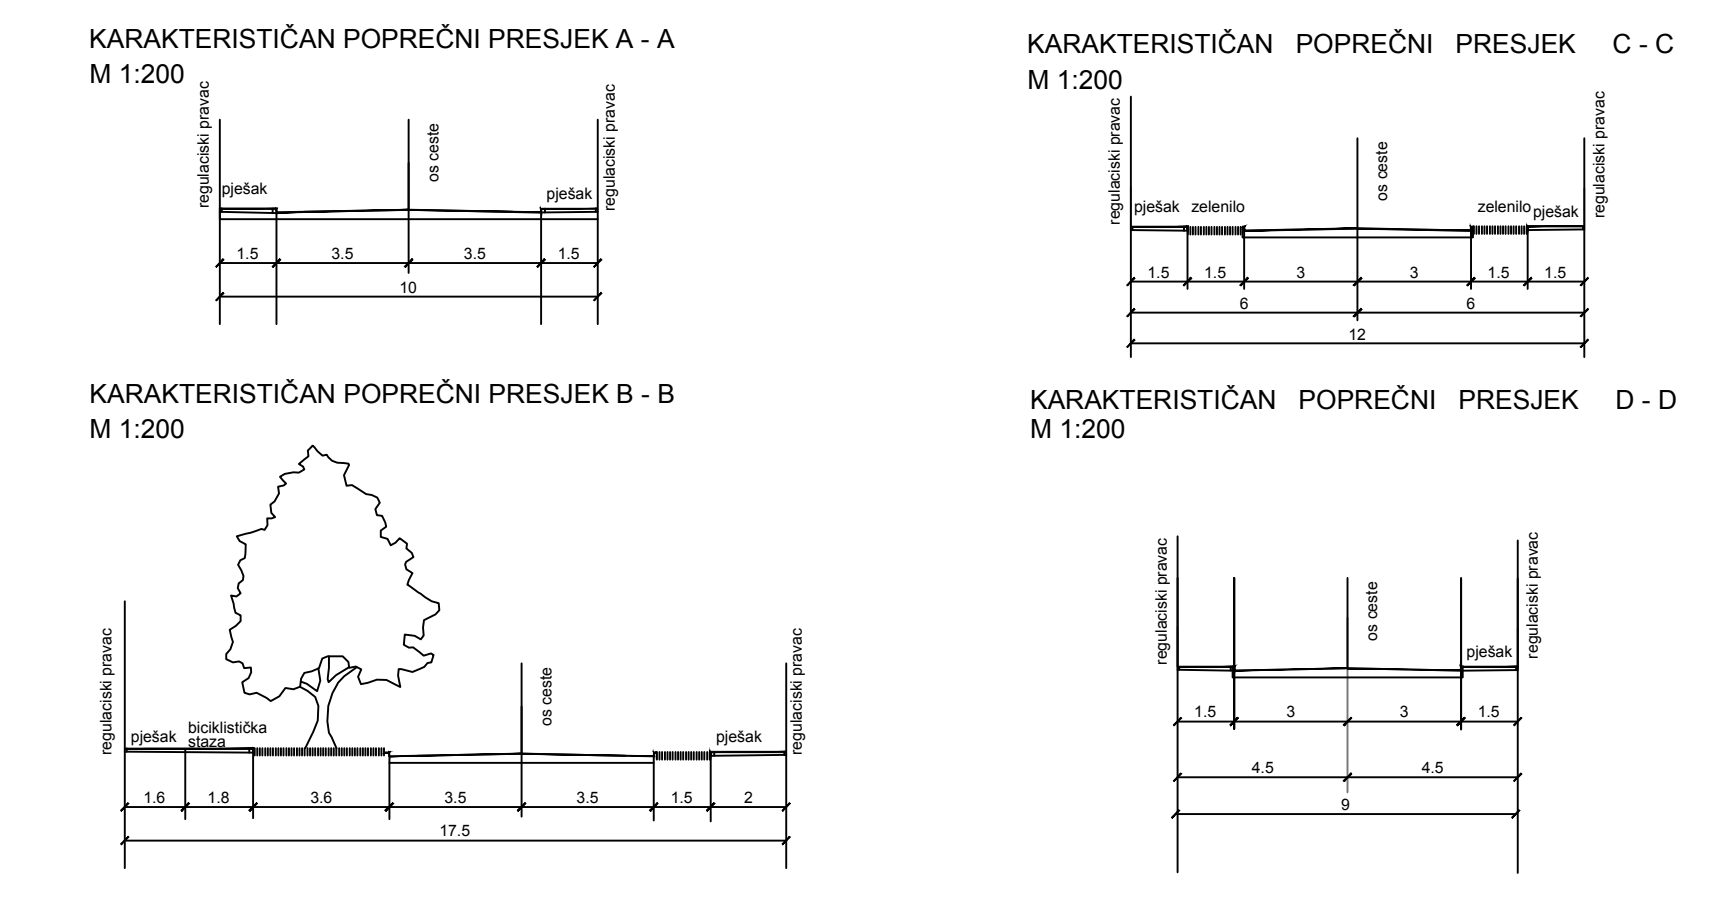 KARAKTERISTIČAN POPREČNI PRESJEK A - A
M 1:200
regulaciski pravac
os ceste
regulaciski pravac
pješak
pješak
1.5 3.5 3.5 1.5
10
KARAKTERISTIČAN POPREČNI PRESJEK C - C
M 1:200
regulaciski pravac
os ceste
regulaciski pravac
pješak zelenilo
zelenilo pješak
1.5 1.5 3 3 1.5 1.5
6 6
12
KARAKTERISTIČAN POPREČNI PRESJEK B - B
M 1:200
regulaciski pravac
os ceste
regulaciski pravac
pješak
biciklistička
staza
pješak
1.6 1.8 3.6 3.5 3.5 1.5 2
17.5
KARAKTERISTIČAN POPREČNI PRESJEK D - D
M 1:200
regulaciski pravac
os ceste
regulaciski pravac
pješak
1.5 3 3 1.5
4.5 4.5
9